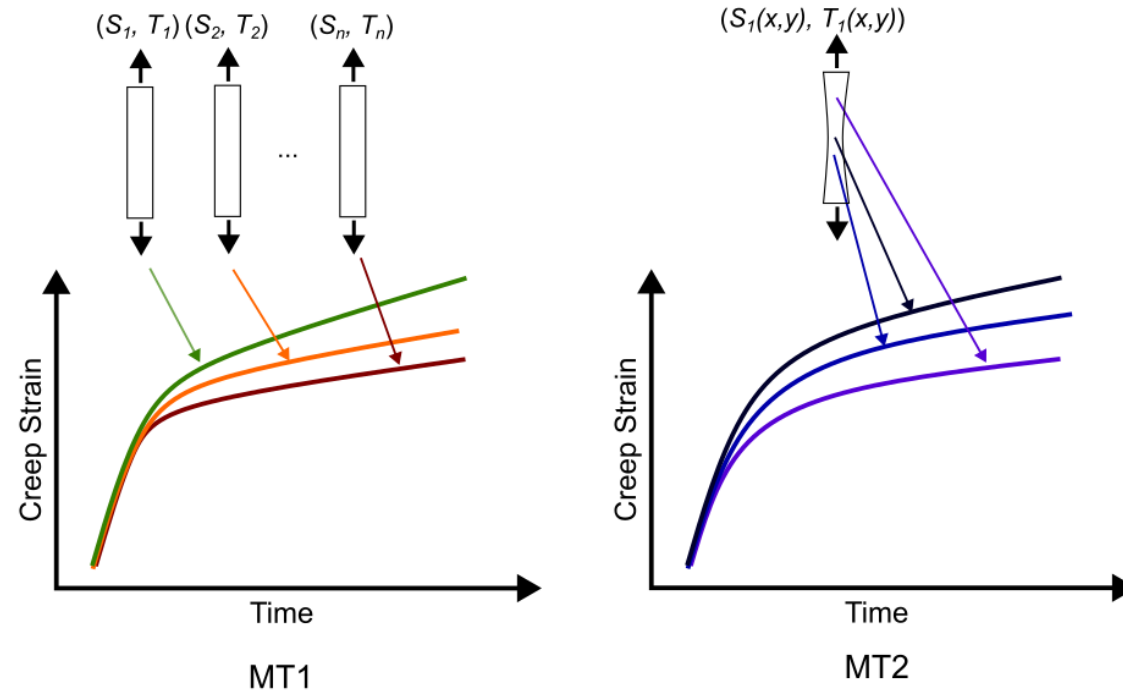 (S1, T1) (S2, T2) (Sn, Tn)
...
Creep Strain
Time
MT1
(S1(x,y), T1(x,y))
Creep Strain
Time
MT2